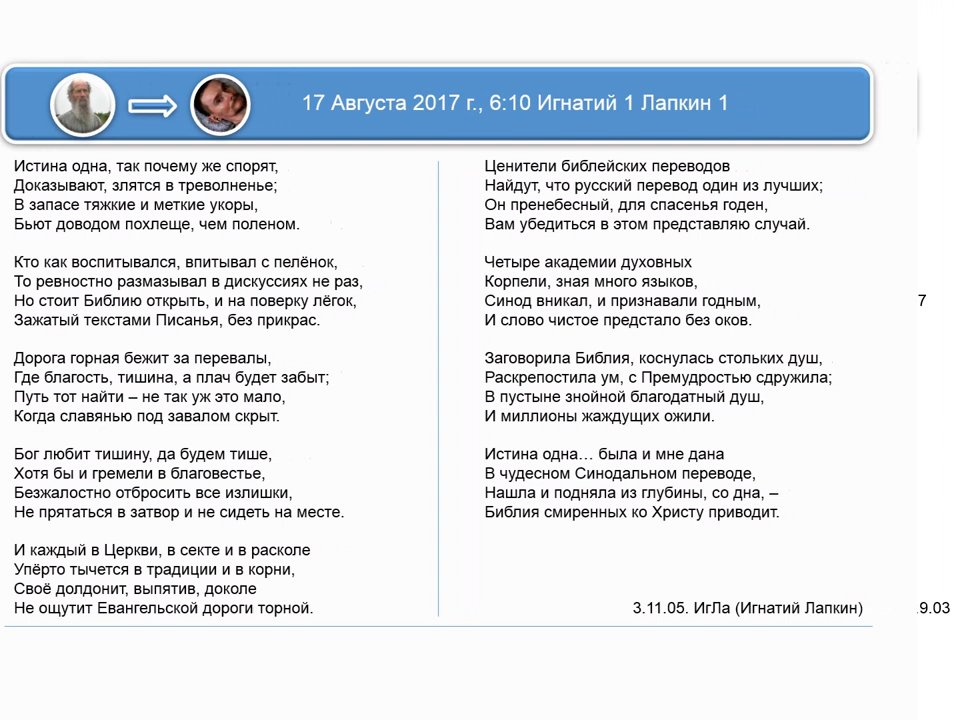 17 Августа 2017 г., 6:10 Игнатий 1 Лапкин 1
Истина одна, так почему же спорят,
Доказывают, злятся в треволненье;
В запасе тяжкие и меткие укоры,
Бьют доводом похлеще, чем поленом.
Кто как воспитывался, впитывал с пелёнок,
То ревностно размазывал в дискуссиях не раз,
Но стоит Библию открыть, и на поверку лёгок,
Зажатый текстами Писанья, без прикрас.
Дорога горная бежит за перевалы,
Где благость, тишина, а плач будет забыт;
Путь тот найти – не так уж это мало,
Когда славянью под завалом скрыт.
Бог любит тишину, да будем тише,
Хотя бы и гремели в благовестье,
Безжалостно отбросить все излишки,
Не прятаться в затвор и не сидеть на месте.
И каждый в Церкви, в секте и в расколе
Упёрто тычется в традиции и в корни,
Своё долдонит, выпятив, доколе
Не ощутит Евангельской дороги торной.
Ценители библейских переводов
Найдут, что русский перевод один из лучших;
Он пренебесный, для спасенья годен,
Вам убедиться в этом представляю случай.
Четыре академии духовных
Корпели, зная много языков,
Синод вникал, и признавали годным,
И слово чистое предстало без оков.
Заговорила Библия, коснулась стольких душ,
Раскрепостила ум, с Премудростью сдружила;
В пустыне знойной благодатный душ,
И миллионы жаждущих ожили.
Истина одна… была и мне дана
В чудесном Синодальном переводе,
Нашла и подняла из глубины, со дна, –
Библия смиренных ко Христу приводит.
3.11.05. ИгЛа (Игнатий Лапкин)
7
9.03